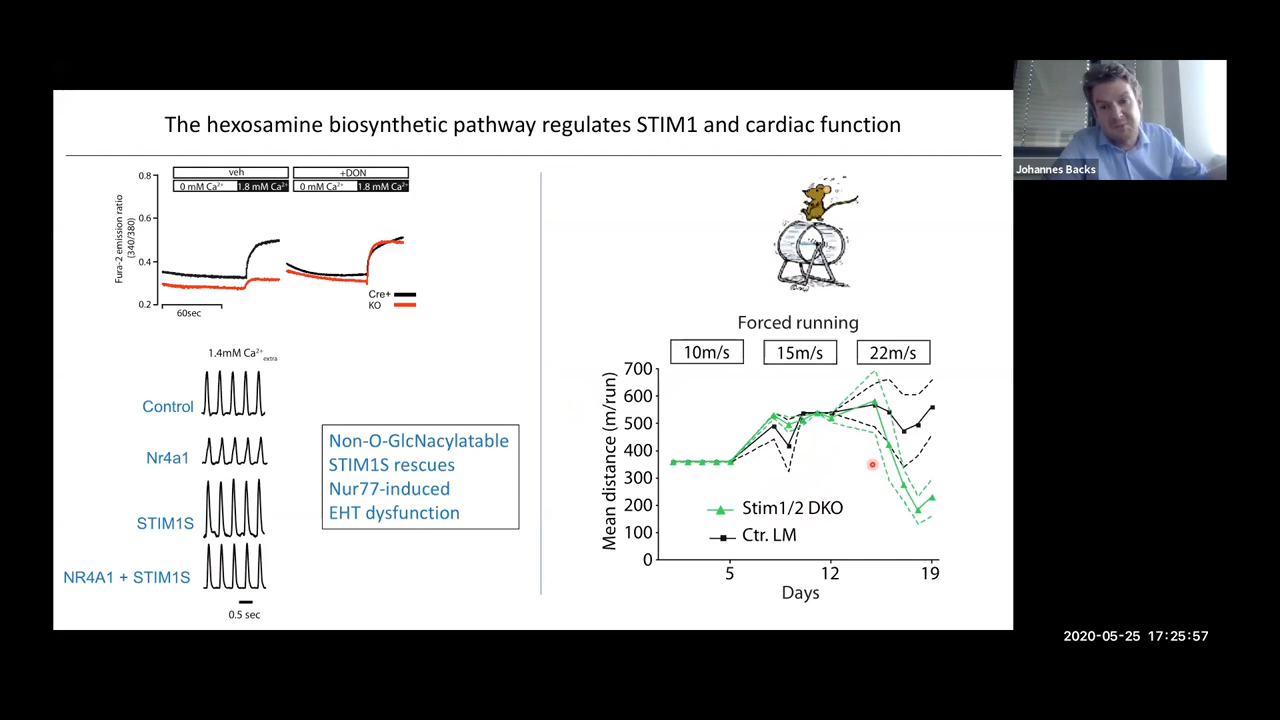 The hexosamine biosynthetic pathway regulates STIM1 and cardiac function
Johannes Backs
veh
+DON
0 mM Ca²⁺
1.8 mM Ca²⁺
0 mM Ca²⁺
1.8 mM Ca²⁺
Fura-2 emission ratio
(340/380)
0.8
0.6
0.4
0.2
60sec
Cre+
KO
1.4mM Ca²⁺extra
Control
Nr4a1
STIM1S
NR4A1 + STIM1S
0.5 sec
Non-O-GlcNacylatable
STIM1S rescues
Nur77-induced
EHT dysfunction
Forced running
10m/s
15m/s
22m/s
Mean distance (m/run)
700
600
500
400
300
200
100
0
Stim1/2 DKO
Ctr. LM
5
12
19
Days
2020-05-25 17:25:57